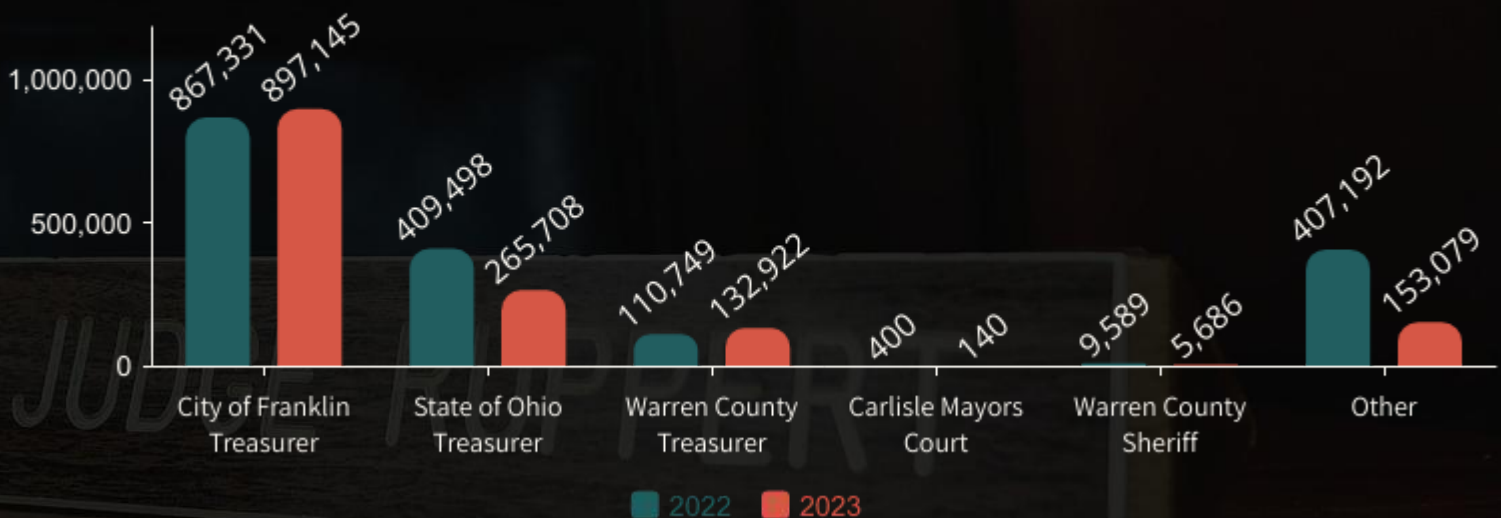 1,000,000
500,000
0
867,331
897,145
409,498
265,708
110,749
132,922
400
140
9,589
5,686
407,192
153,079
City of Franklin
Treasurer
State of Ohio
Treasurer
Warren County
Treasurer
Carlisle Mayors
Court
Warren County
Sheriff
Other
JUDGE RUPPERT
2022
2023